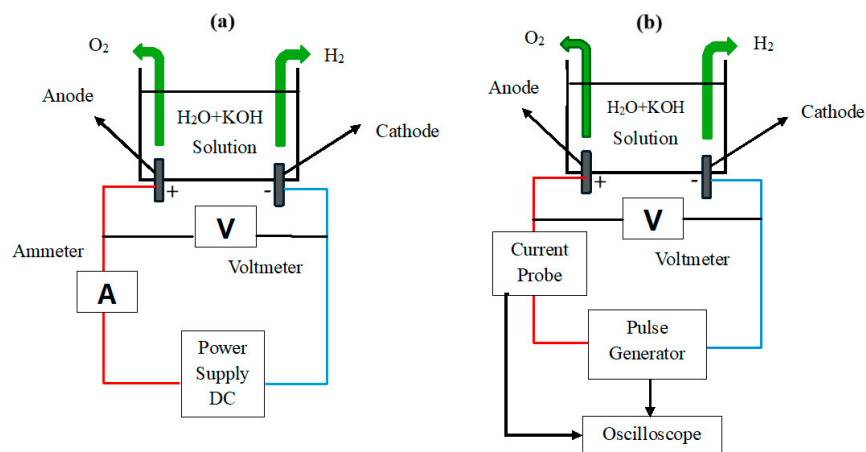 (a)
O2
H2
Anode
H2O+KOH
Solution
Cathode
+
-
V
Ammeter
Voltmeter
A
Power
Supply
DC
(b)
O2
H2
Anode
H2O+KOH
Solution
Cathode
+
-
V
Current
Probe
Voltmeter
Pulse
Generator
Oscilloscope